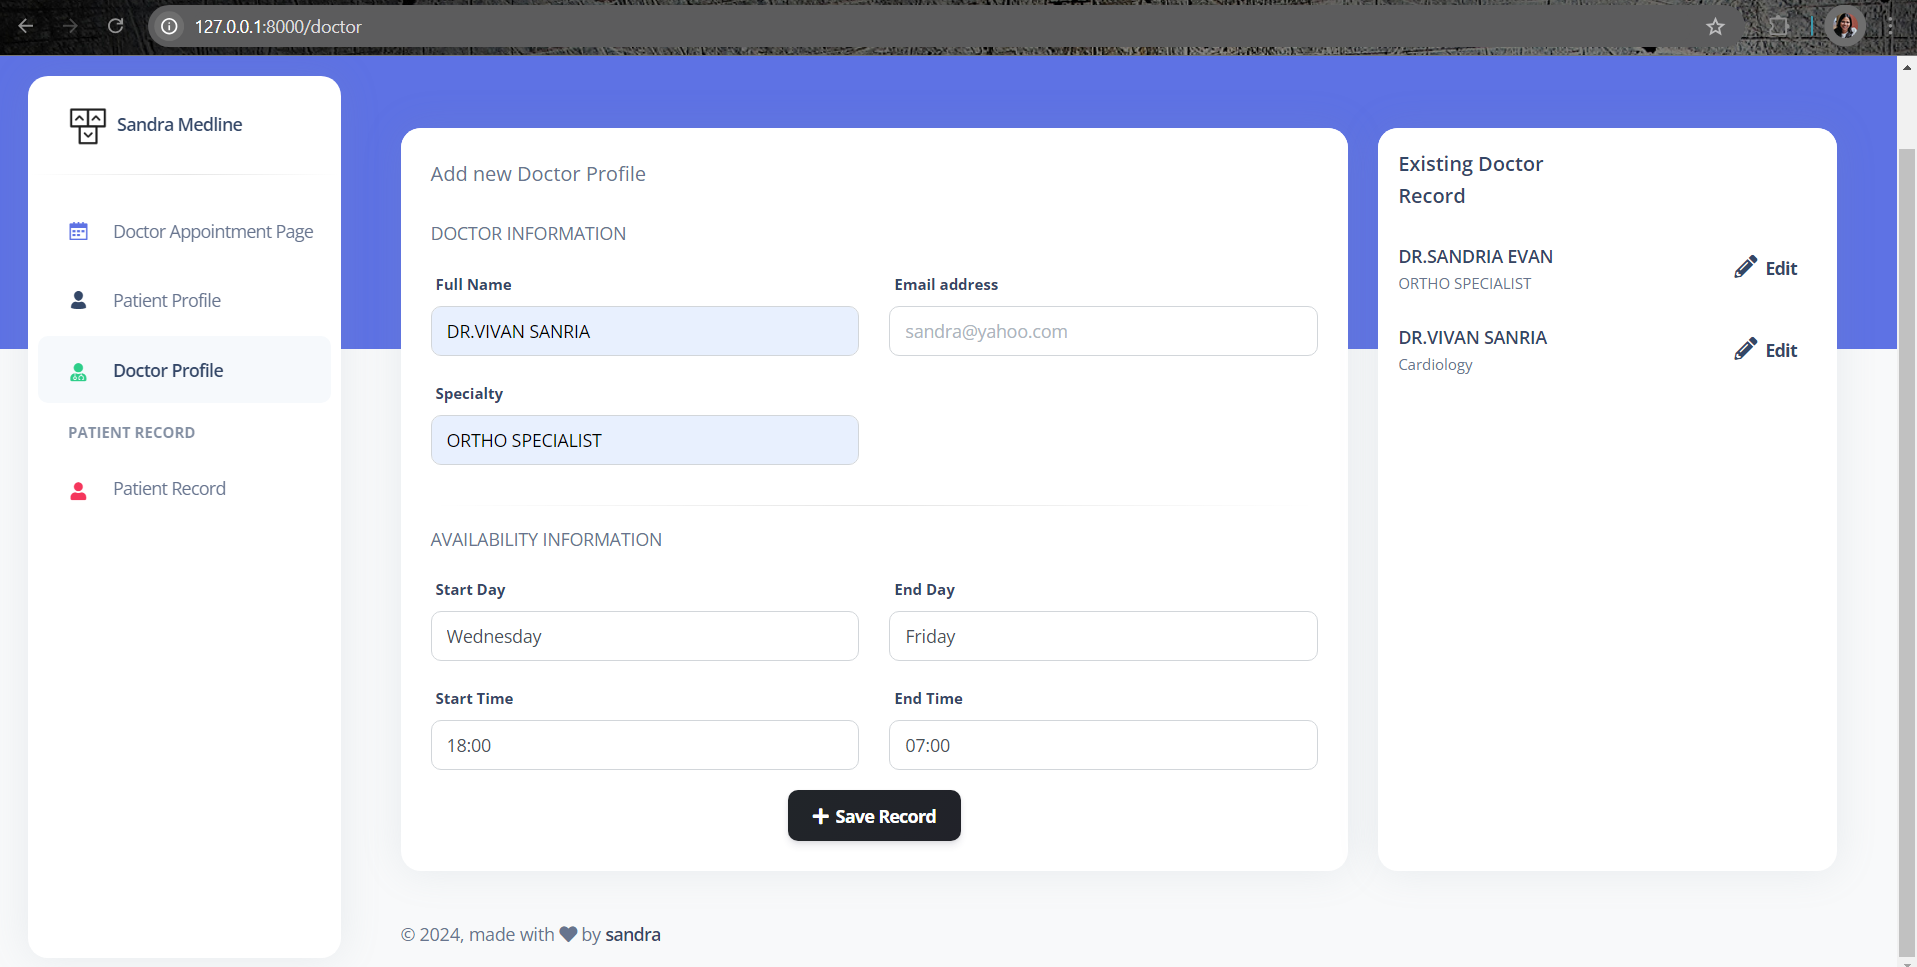 127.0.0.1:8000/doctor
Sandra Medline
Doctor Appointment Page
Patient Profile
Doctor Profile
PATIENT RECORD
Patient Record
Add new Doctor Profile
DOCTOR INFORMATION
Full Name
Email address
DR.VIVAN SANRIA
sandra@yahoo.com
Specialty
ORTHO SPECIALIST
AVAILABILITY INFORMATION
Start Day
End Day
Wednesday
Friday
Start Time
End Time
18:00
07:00
Save Record
Existing Doctor
Record
DR.SANDRIA EVAN
ORTHO SPECIALIST
Edit
DR.VIVAN SANRIA
Cardiology
Edit
© 2024, made with by sandra